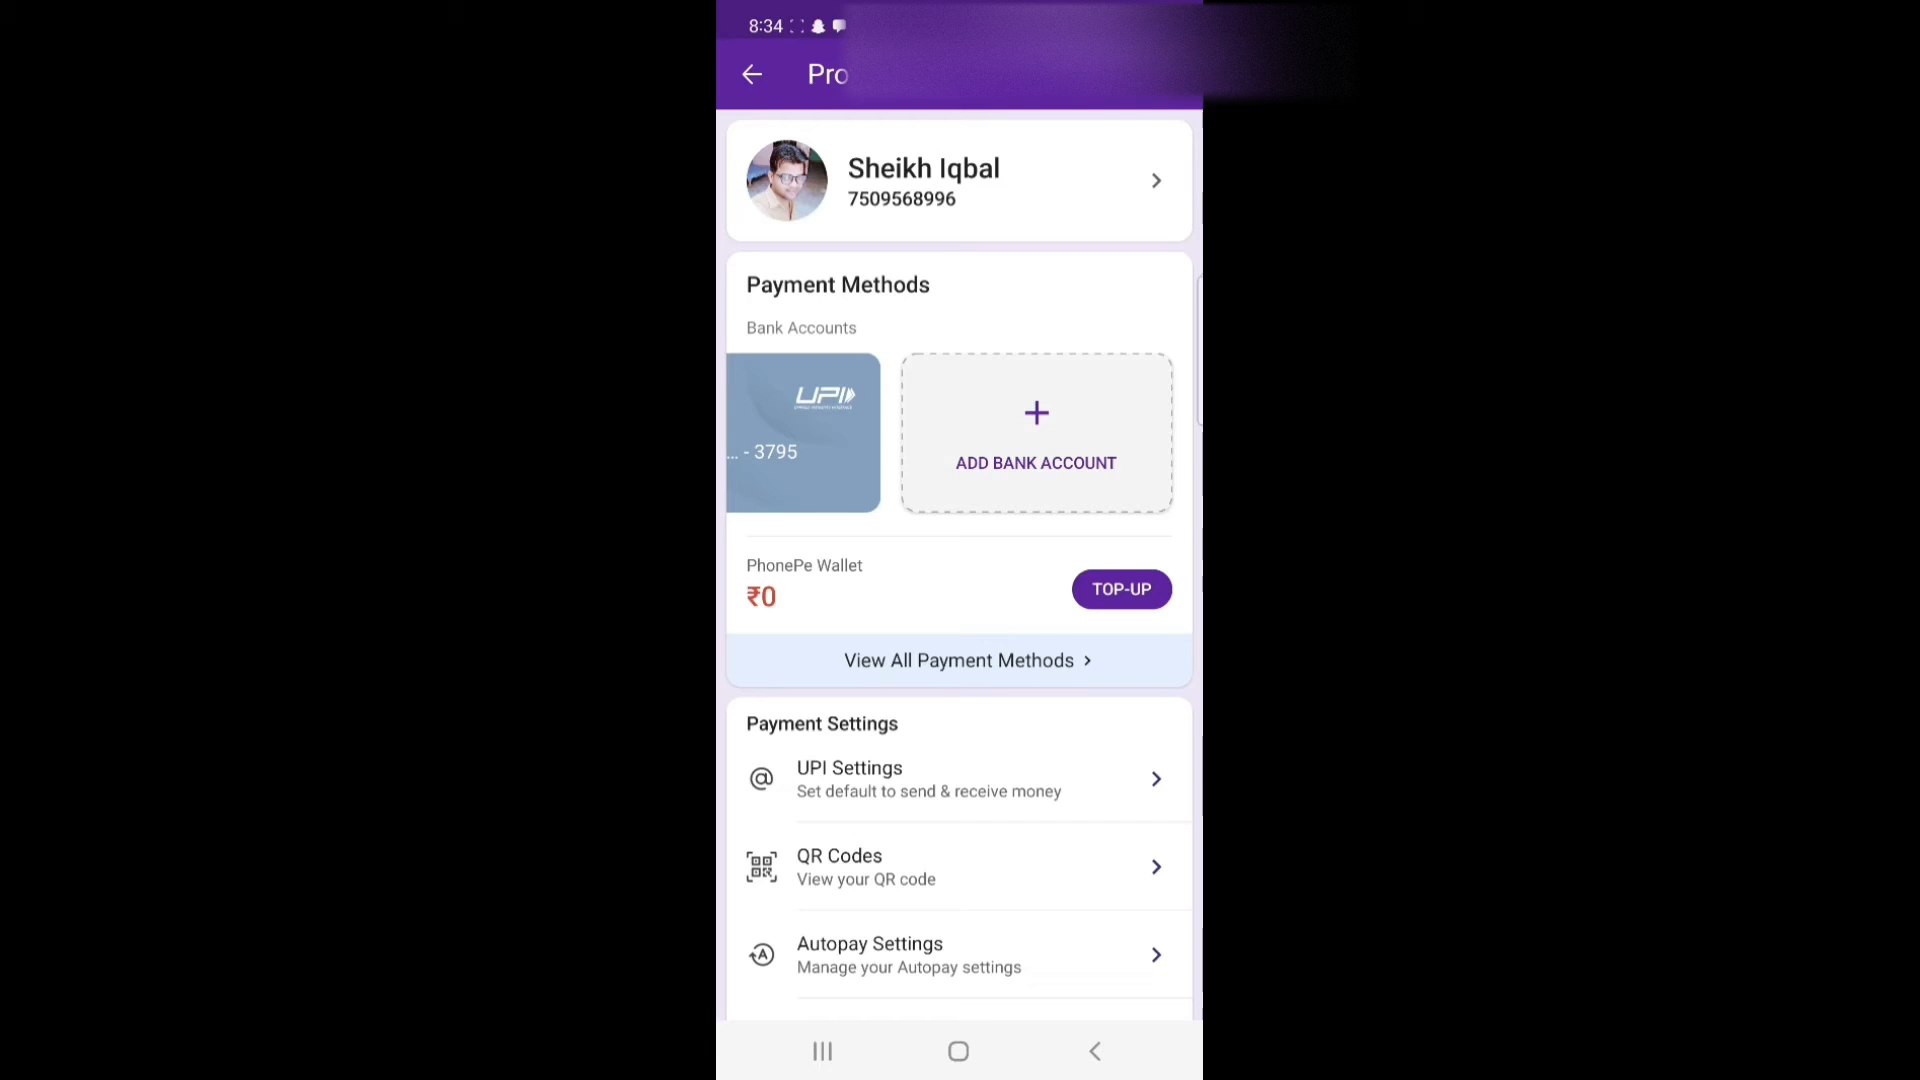 8:34
Pro
Sheikh Iqbal
7509568996
Payment Methods
Bank Accounts
UPI
... - 3795
+
ADD BANK ACCOUNT
PhonePe Wallet
₹0
TOP-UP
View All Payment Methods >
Payment Settings
UPI Settings
Set default to send & receive money
QR Codes
View your QR code
Autopay Settings
Manage your Autopay settings